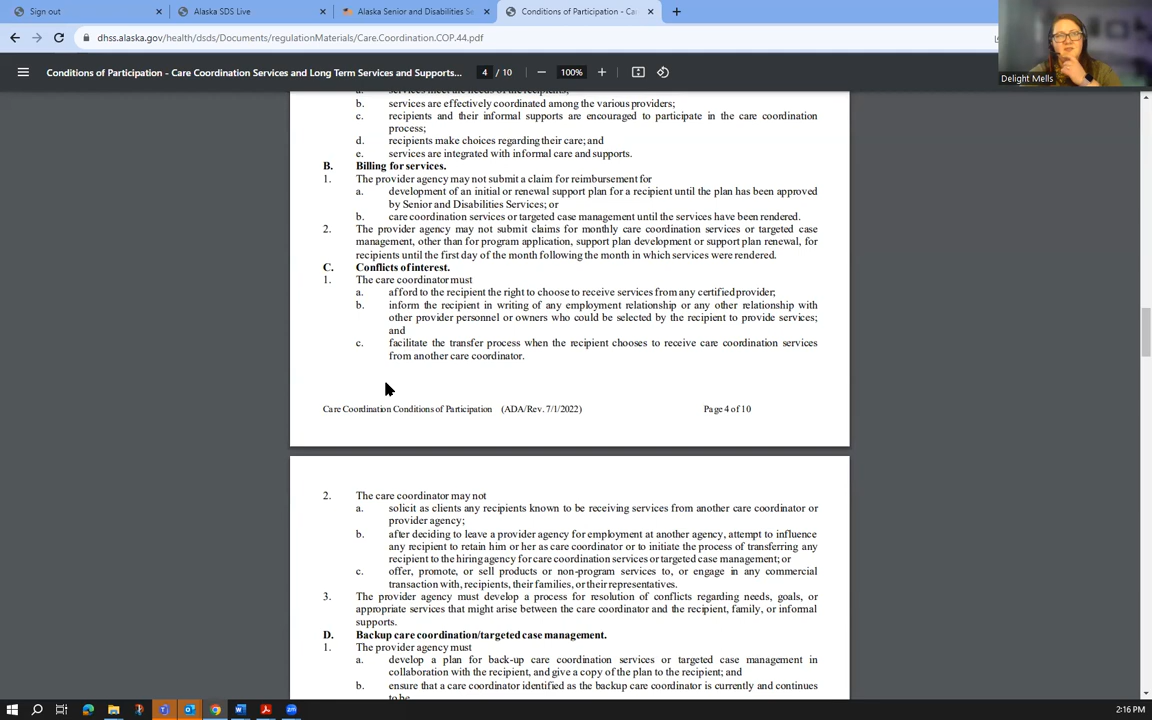 Sign out
Alaska SDS Live
Alaska Senior and Disabilities Se
Conditions of Participation - Ca
dhss.alaska.gov/health/dsds/Documents/regulationMaterials/Care.Coordination.COP.44.pdf
Conditions of Participation - Care Coordination Services and Long Term Services and Supports...
4 / 10
100%
Delight Mells
a. services meet the needs of the recipients;
b. services are effectively coordinated among the various providers;
c. recipients and their informal supports are encouraged to participate in the care coordination
process;
d. recipients make choices regarding their care; and
e. services are integrated with informal care and supports.
B. Billing for services.
1. The provider agency may not submit a claim for reimbursement for
a. development of an initial or renewal support plan for a recipient until the plan has been approved
by Senior and Disabilities Services; or
b. care coordination services or targeted case management until the services have been rendered.
2. The provider agency may not submit claims for monthly care coordination services or targeted case
management, other than for program application, support plan development or support plan renewal, for
recipients until the first day of the month following the month in which services were rendered.
C. Conflicts of interest.
1. The care coordinator must
a. afford to the recipient the right to choose to receive services from any certified provider;
b. inform the recipient in writing of any employment relationship or any other relationship with
other provider personnel or owners who could be selected by the recipient to provide services;
and
c. facilitate the transfer process when the recipient chooses to receive care coordination services
from another care coordinator.
Care Coordination Conditions of Participation (ADA/Rev. 7/1/2022) Page 4 of 10
2. The care coordinator may not
a. solicit as clients any recipients known to be receiving services from another care coordinator or
provider agency;
b. after deciding to leave a provider agency for employment at another agency, attempt to influence
any recipient to retain him or her as care coordinator or to initiate the process of transferring any
recipient to the hiring agency for care coordination services or targeted case management; or
c. offer, promote, or sell products or non-program services to, or engage in any commercial
transaction with, recipients, their families, or their representatives.
3. The provider agency must develop a process for resolution of conflicts regarding needs, goals, or
appropriate services that might arise between the care coordinator and the recipient, family, or informal
supports.
D. Backup care coordination/targeted case management.
1. The provider agency must
a. develop a plan for back-up care coordination services or targeted case management in
collaboration with the recipient, and give a copy of the plan to the recipient; and
b. ensure that a care coordinator identified as the backup care coordinator is currently and continues
to be
2:16 PM